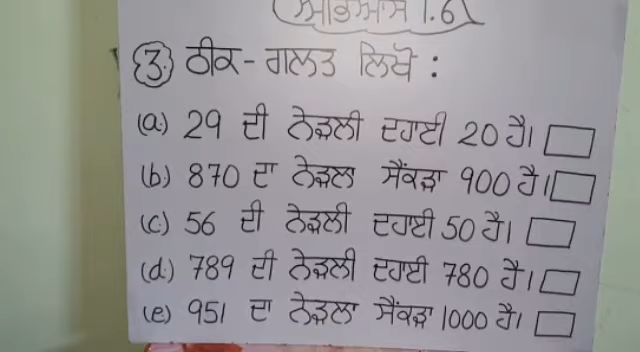 ਅਭਿਆਸ 1.6
3. ਠੀਕ - ਗਲਤ ਲਿਖੋ :
(a.) 29 ਦੀ ਨੇੜਲੀ ਦਹਾਈ 20 ਹੈ।
(b.) 870 ਦਾ ਨੇੜਲਾ ਸੈਂਕੜਾ 900 ਹੈ।
(c.) 56 ਦੀ ਨੇੜਲੀ ਦਹਾਈ 50 ਹੈ।
(d.) 789 ਦੀ ਨੇੜਲੀ ਦਹਾਈ 780 ਹੈ।
(e) 951 ਦਾ ਨੇੜਲਾ ਸੈਂਕੜਾ 1000 ਹੈ।